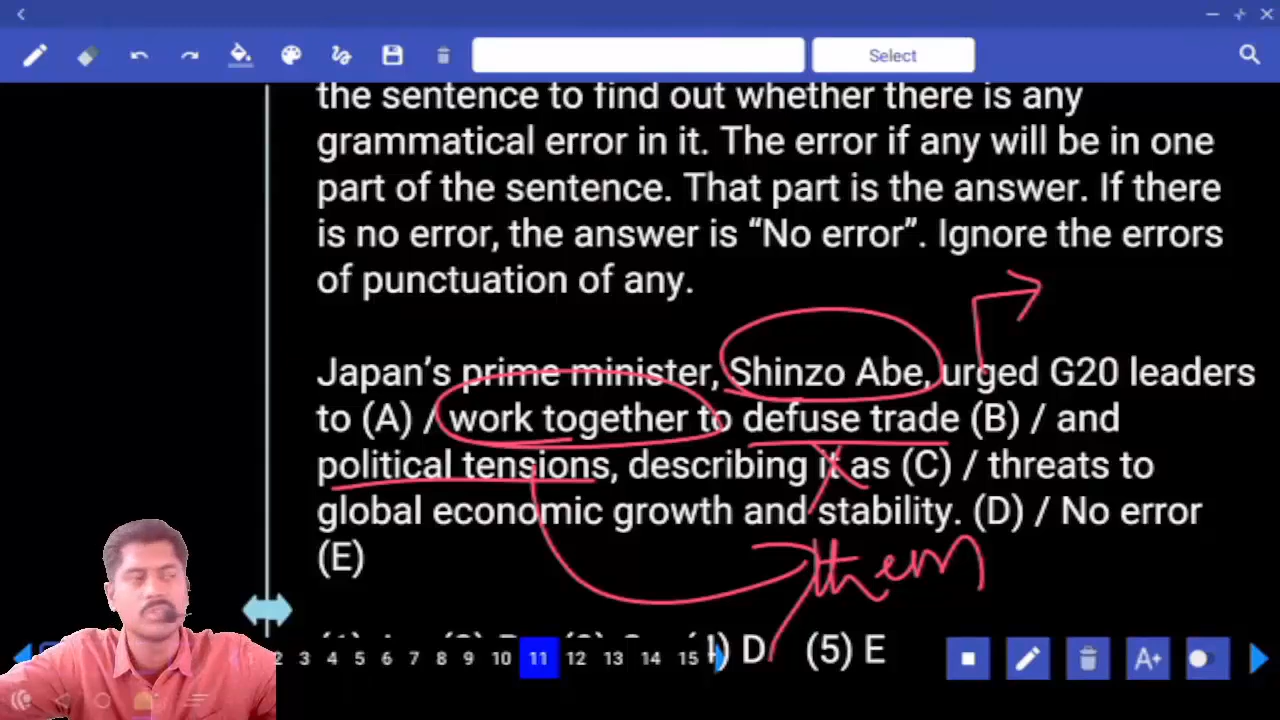 Select
the sentence to find out whether there is any
grammatical error in it. The error if any will be in one
part of the sentence. That part is the answer. If there
is no error, the answer is “No error”. Ignore the errors
of punctuation of any.
Japan’s prime minister, Shinzo Abe, urged G20 leaders
to (A) / work together to defuse trade (B) / and
political tensions, describing it as (C) / threats to
global economic growth and stability. (D) / No error
(E)
them
D (5) E
2 3 4 5 6 7 8 9 10 11 12 13 14 15
A+